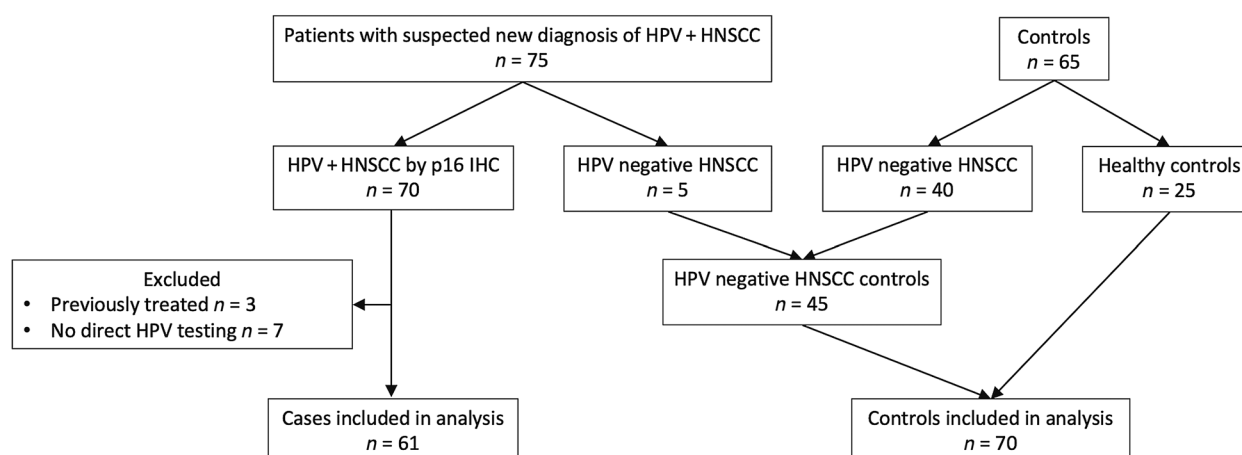 Patients with suspected new diagnosis of HPV + HNSCC
n = 75
Controls
n = 65
HPV + HNSCC by p16 IHC
n = 70
HPV negative HNSCC
n = 5
HPV negative HNSCC
n = 40
Healthy controls
n = 25
Excluded
• Previously treated n = 3
• No direct HPV testing n = 7
HPV negative HNSCC controls
n = 45
Cases included in analysis
n = 61
Controls included in analysis
n = 70